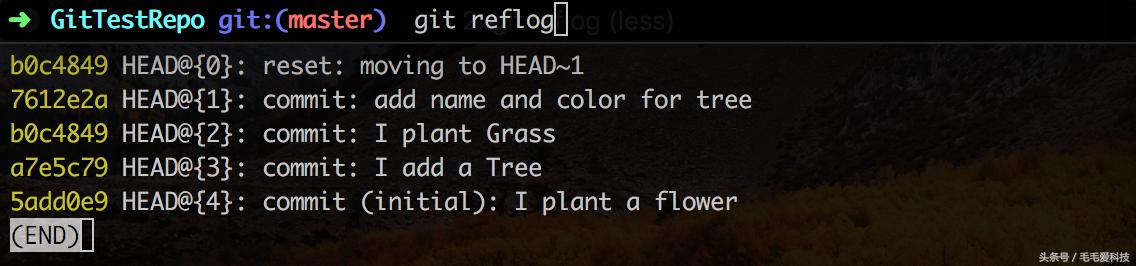 ➜ GitTestRepo git:(master) git reflog
b0c4849 HEAD@{0}: reset: moving to HEAD~1
7612e2a HEAD@{1}: commit: add name and color for tree
b0c4849 HEAD@{2}: commit: I plant Grass
a7e5c79 HEAD@{3}: commit: I add a Tree
5add0e9 HEAD@{4}: commit (initial): I plant a flower
(END)
头条号 / 毛毛爱科技